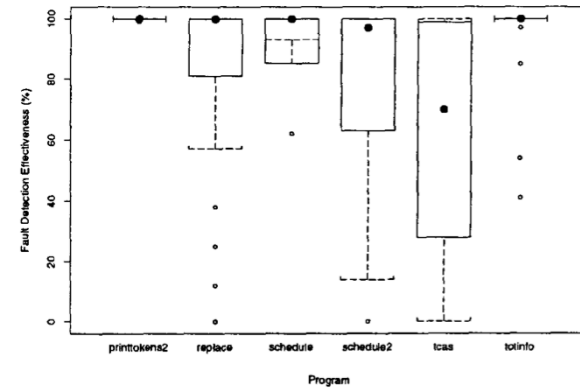 Fault Detection Effectiveness (%)
100
80
60
40
20
0
printtokens2 replace schedule schedule2 tcas totinfo
Program